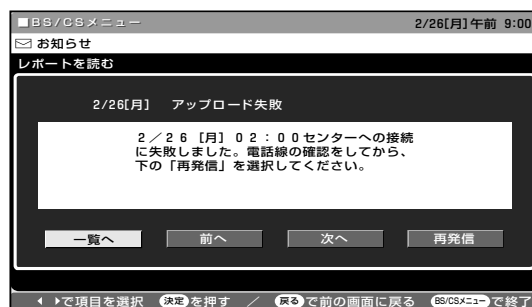 ■BS/CSメニュー 2/26[月]午前 9:00
お知らせ
レポートを読む
2/26[月] アップロード失敗
2/26 [月] 02:00センターへの接続
に失敗しました。電話線の確認をしてから、
下の「再発信」を選択してください。
一覧へ 前へ 次へ 再発信
で項目を選択 決定を押す / 戻るで前の画面に戻る BS/CSメニューで終了